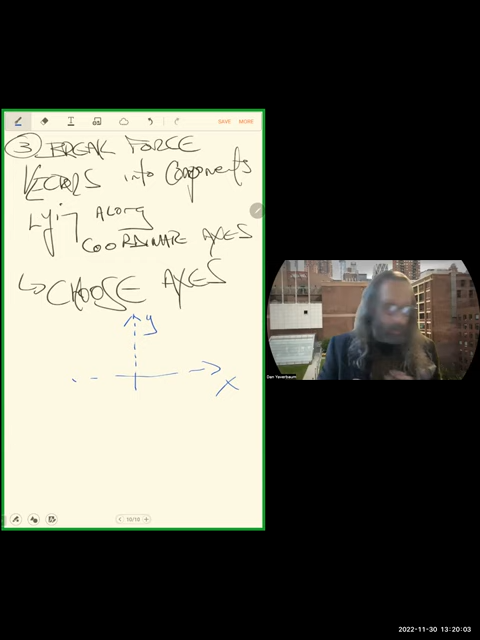 SAVE MORE
3 BREAK FORCE
VECTORS into Components
Lying Along
COORDINATE AXES
↳ CHOOSE AXES
y
x
10/10
Dan Yaverbaum
2022-11-30 13:20:03